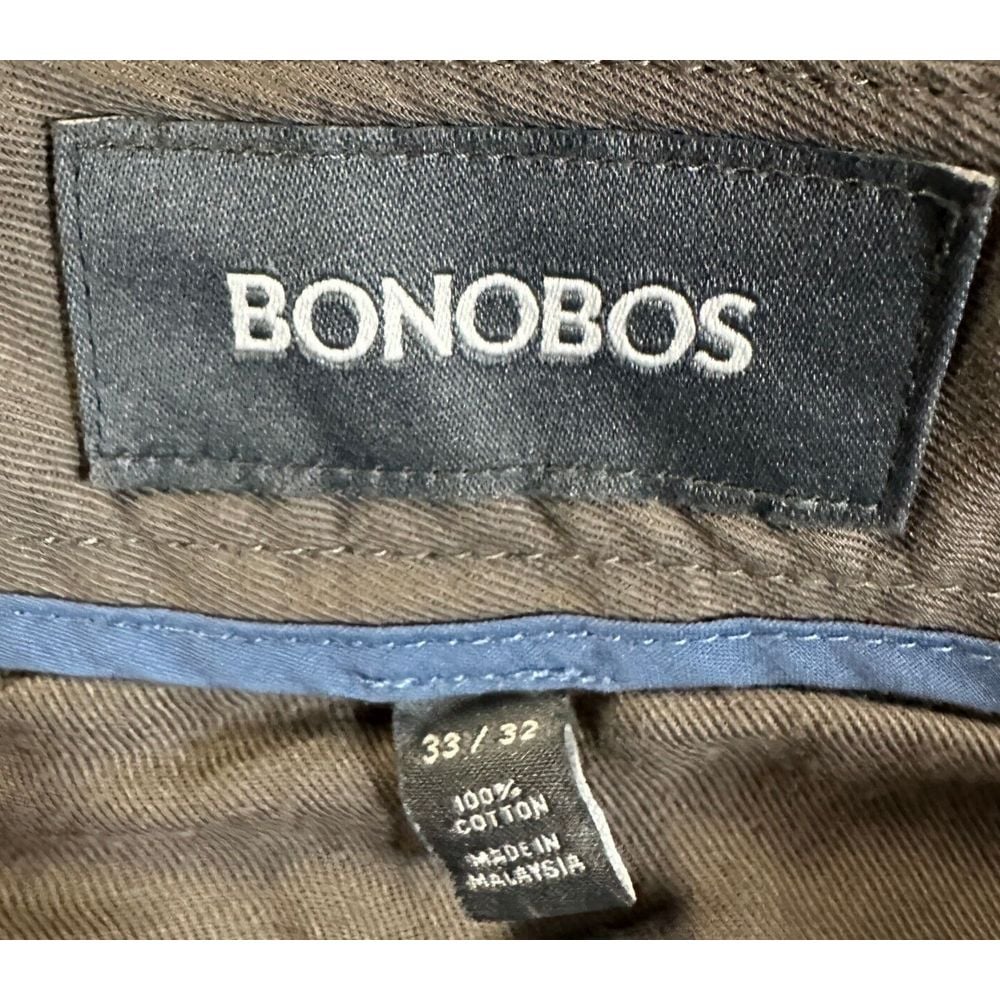 BONOBOS
33 / 32
100%
COTTON
MADE IN
MALAYSIA